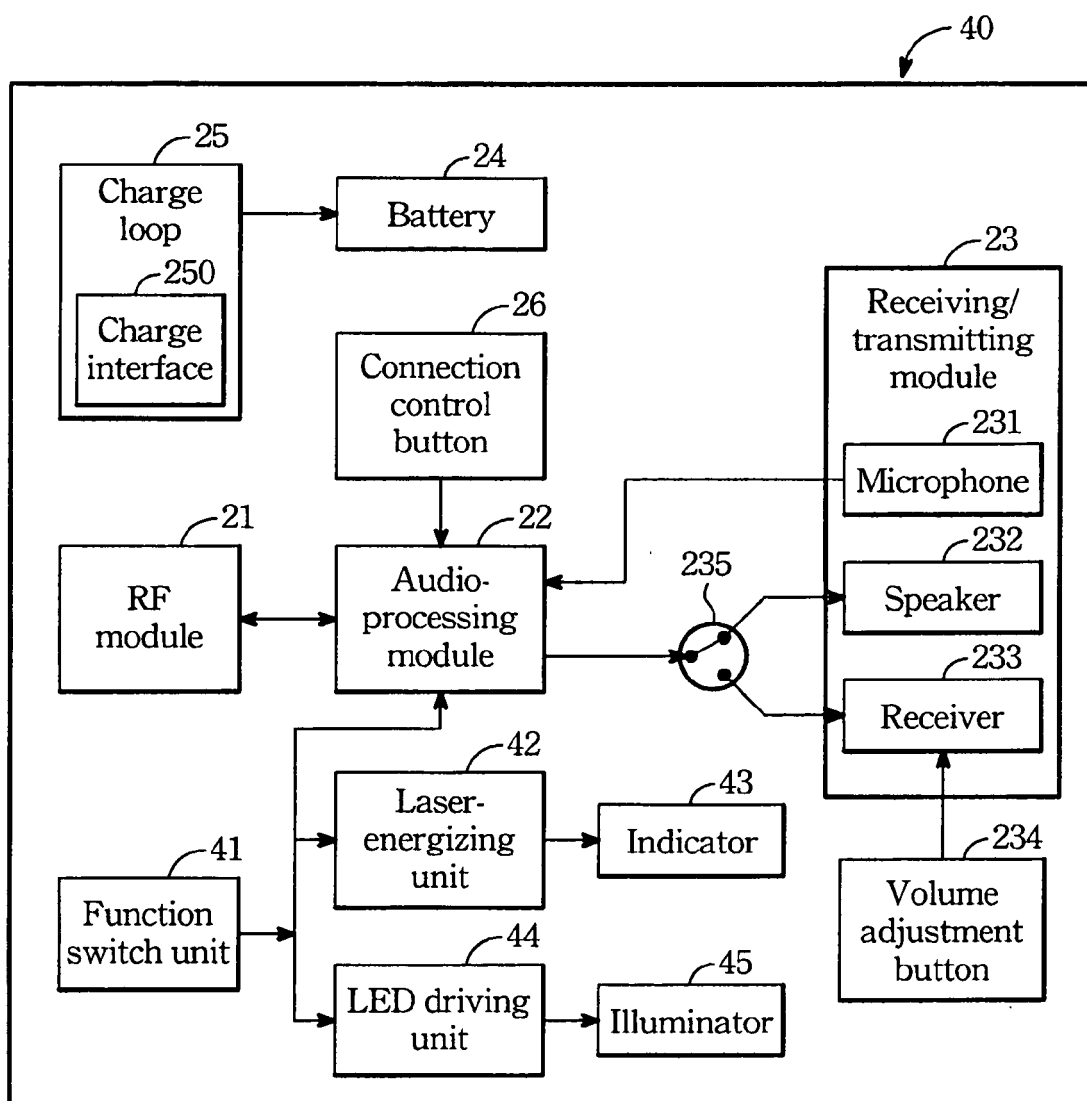 40
25
Charge
loop
250
Charge
interface
24
Battery
26
Connection
control
button
23
Receiving/
transmitting
module
231
Microphone
232
Speaker
233
Receiver
21
RF
module
22
Audio-
processing
module
235
234
Volume
adjustment
button
41
Function
switch unit
42
Laser-
energizing
unit
43
Indicator
44
LED driving
unit
45
Illuminator